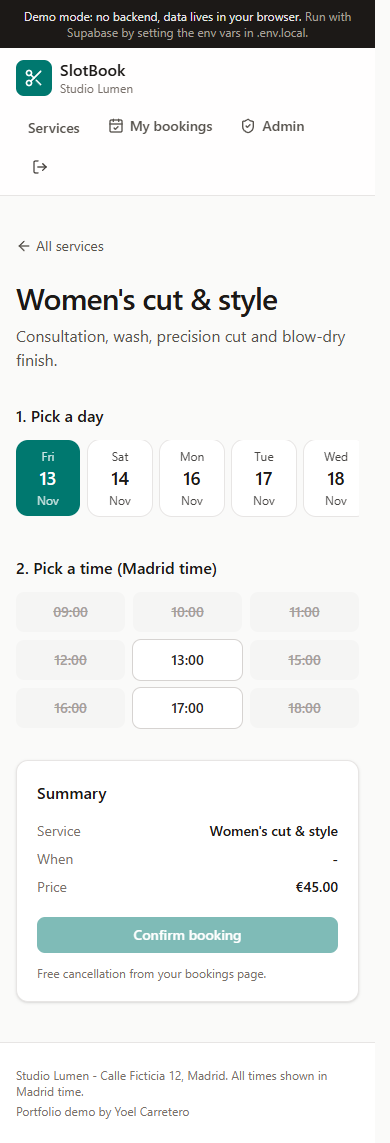 Demo mode: no backend, data lives in your browser. Run with
Supabase by setting the env vars in .env.local.
SlotBook
Studio Lumen
Services My bookings Admin
All services
Women's cut & style
Consultation, wash, precision cut and blow-dry
finish.
1. Pick a day
Fri Sat Mon Tue Wed
13 14 16 17 18
Nov Nov Nov Nov Nov
2. Pick a time (Madrid time)
09:00 10:00 11:00
12:00 13:00 15:00
16:00 17:00 18:00
Summary
Service Women's cut & style
When -
Price €45.00
Confirm booking
Free cancellation from your bookings page.
Studio Lumen - Calle Ficticia 12, Madrid. All times shown in
Madrid time.
Portfolio demo by Yoel Carretero